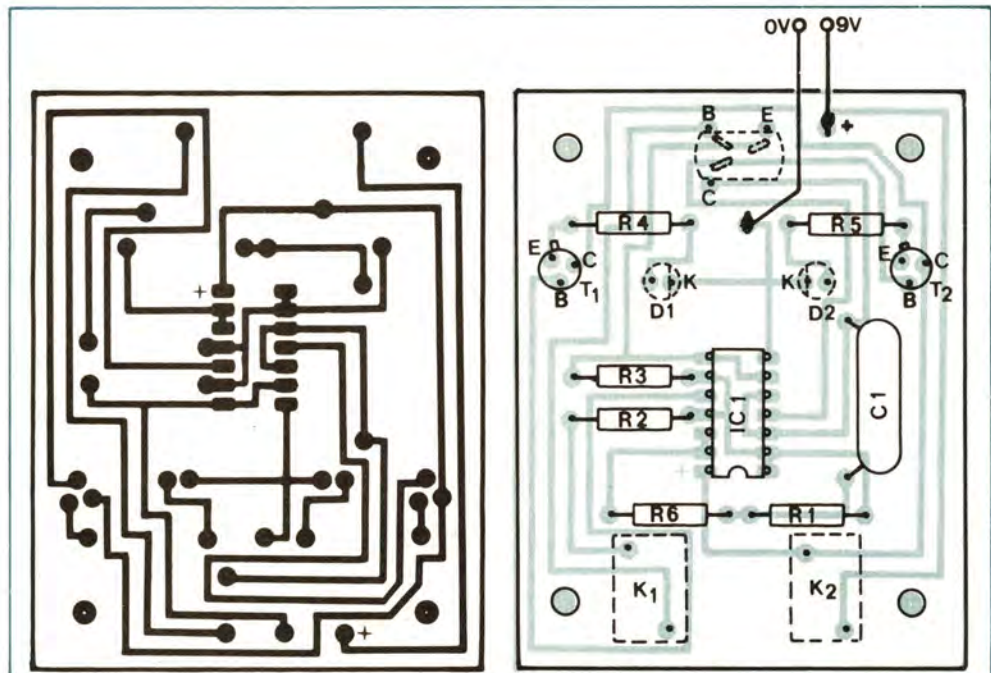 0V 9V
B E
+
C
R4 R5
E C T1
B
E C T2
B
K K
D1 D2
+
R3
R2
IC1
C1
+
R6 R1
K1 K2
+